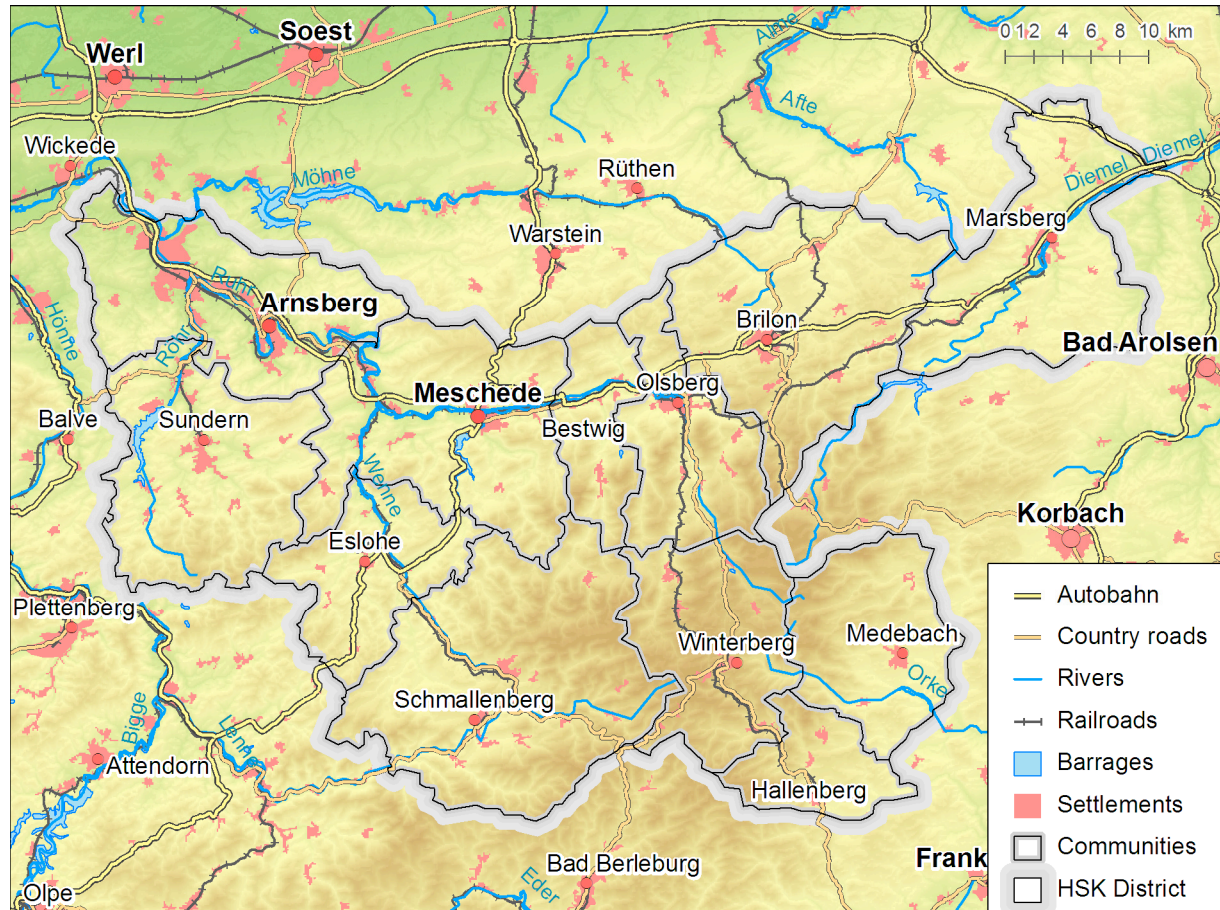 Soest
Werl
Alme
0 1 2 4 6 8 10 km
Afte
Wickede
Möhne
Rüthen
Diemel
Diemel
Marsberg
Warstein
Ruhr
Arnsberg
Hönne
Röhr
Brilon
Bad Arolsen
Olsberg
Meschede
Balve
Sundern
Bestwig
Wenne
Korbach
Eslohe
Autobahn
Plettenberg
Country roads
Winterberg
Medebach
Rivers
Orke
Schmallenberg
Railroads
Bigge
Lenne
Attendorn
Barrages
Hallenberg
Settlements
Communities
Bad Berleburg
Frank
Eder
Olpe
HSK District